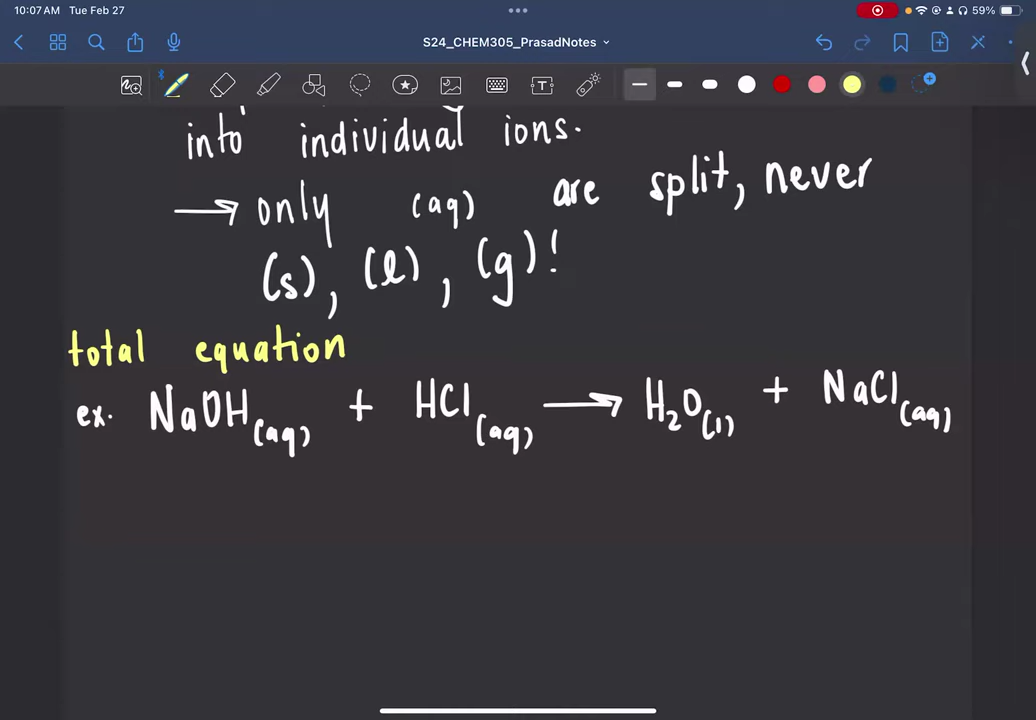 10:07 AM Tue Feb 27
59%
S24_CHEM305_PrasadNotes
into individual ions.
→ only (aq) are split, never
(s), (l), (g)!
total equation
ex. NaOH(aq) + HCl(aq) → H₂O(l) + NaCl(aq)